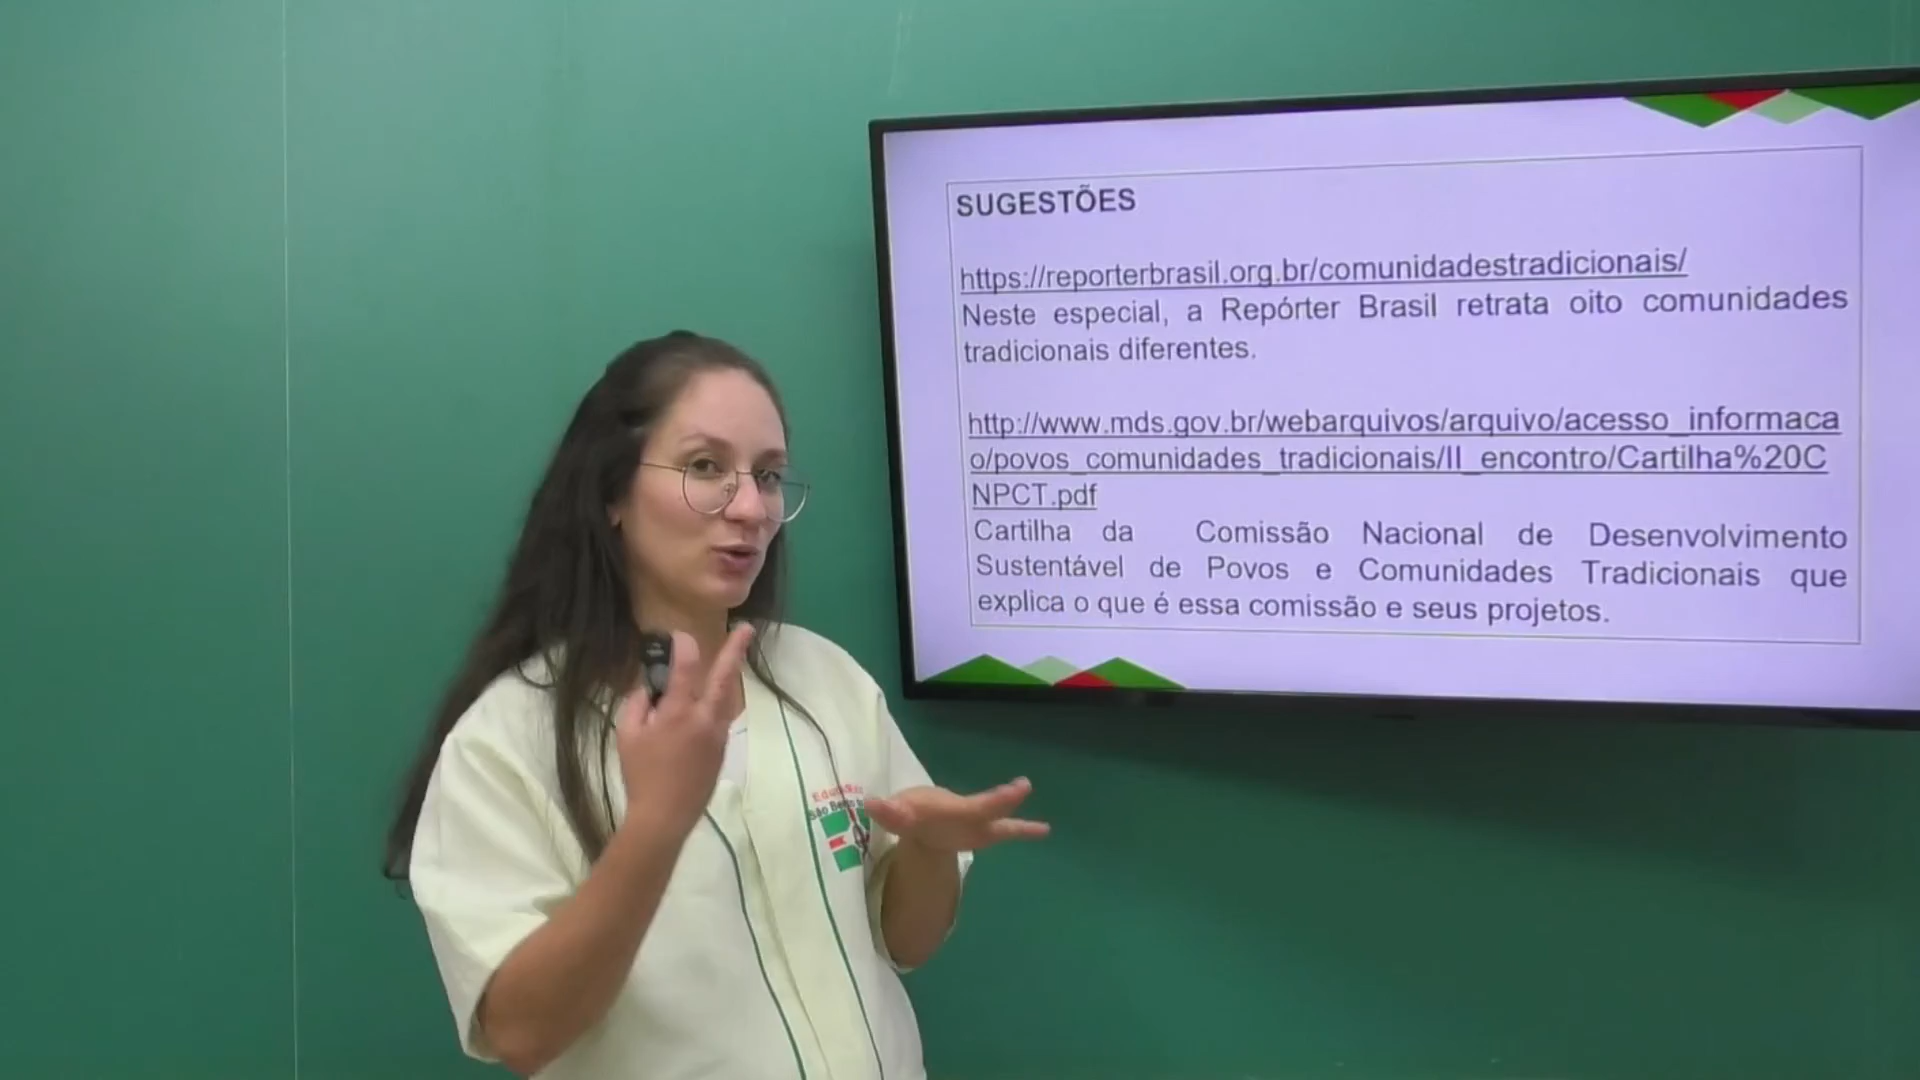 SUGESTÕES
https://reporterbrasil.org.br/comunidadestradicionais/
Neste especial, a Repórter Brasil retrata oito comunidades
tradicionais diferentes.
http://www.mds.gov.br/webarquivos/arquivo/acesso_informaca
o/povos_comunidades_tradicionais/II_encontro/Cartilha%20C
NPCT.pdf
Cartilha da Comissão Nacional de Desenvolvimento
Sustentável de Povos e Comunidades Tradicionais que
explica o que é essa comissão e seus projetos.
São